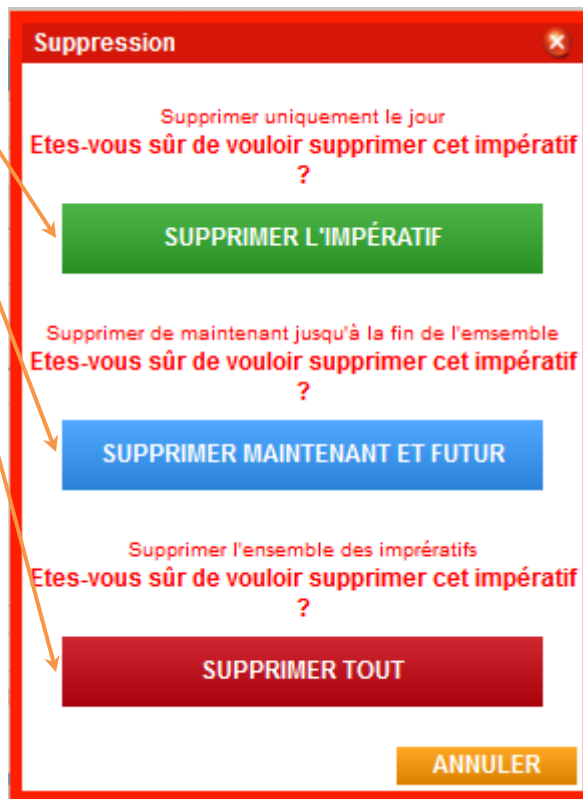 Suppression
Supprimer uniquement le jour
Etes-vous sûr de vouloir supprimer cet impératif
?
SUPPRIMER L'IMPÉRATIF
Supprimer de maintenant jusqu'à la fin de l'emsemble
Etes-vous sûr de vouloir supprimer cet impératif
?
SUPPRIMER MAINTENANT ET FUTUR
Supprimer l'ensemble des imprératifs
Etes-vous sûr de vouloir supprimer cet impératif
?
SUPPRIMER TOUT
ANNULER